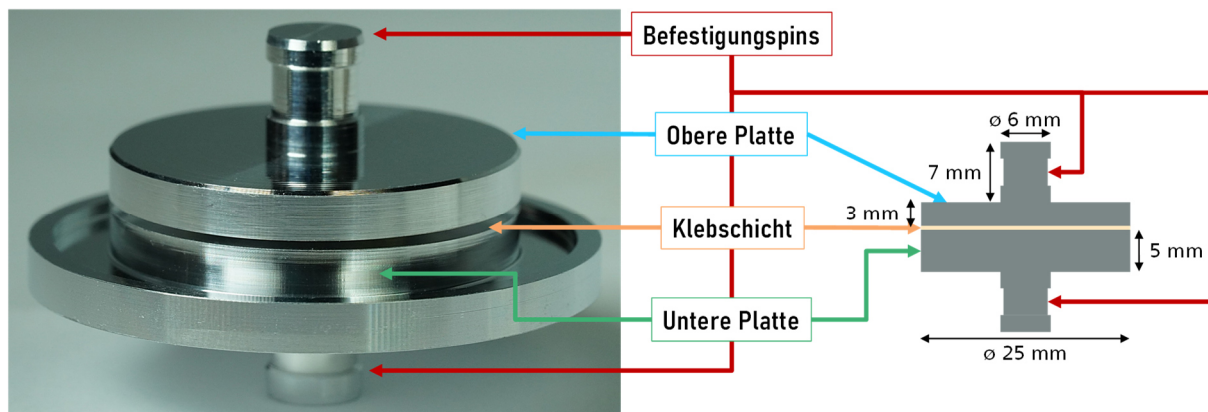 Befestigungspins
Obere Platte
Klebschicht
Untere Platte
ø 6 mm
7 mm
3 mm
5 mm
ø 25 mm